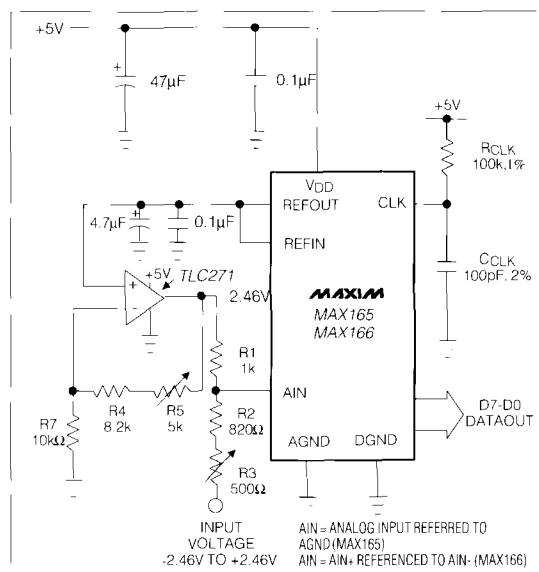 +5V
+
47µF
0.1µF
+5V
RCLK
100k,1%
VDD
REFOUT
CLK
4.7µF
+
0.1µF
REFIN
CCLK
100pF, 2%
+5V
TLC271
+
-
2.46V
MAXIM
MAX165
MAX166
R1
1k
AIN
R4
8.2k
R5
5k
R7
10kΩ
R2
820Ω
R3
500Ω
D7-D0
DATAOUT
AGND
DGND
INPUT
VOLTAGE
-2.46V TO +2.46V
AIN = ANALOG INPUT REFERRED TO
AGND (MAX165)
AIN = AIN+ REFERENCED TO AIN- (MAX166)